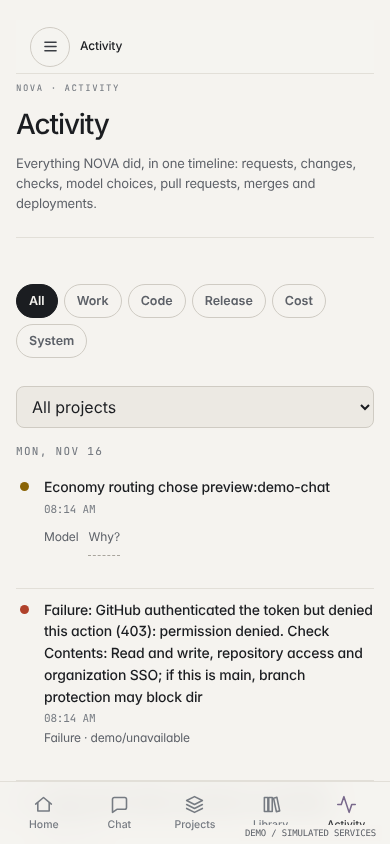 Activity
NOVA · ACTIVITY
Activity
Everything NOVA did, in one timeline: requests, changes,
checks, model choices, pull requests, merges and
deployments.
All Work Code Release Cost
System
All projects
MON, NOV 16
Economy routing chose preview:demo-chat
08:14 AM
Model Why?
Failure: GitHub authenticated the token but denied
this action (403): permission denied. Check
Contents: Read and write, repository access and
organization SSO; if this is main, branch
protection may block dir
08:14 AM
Failure · demo/unavailable
Home Chat Projects Library Activity
DEMO / SIMULATED SERVICES